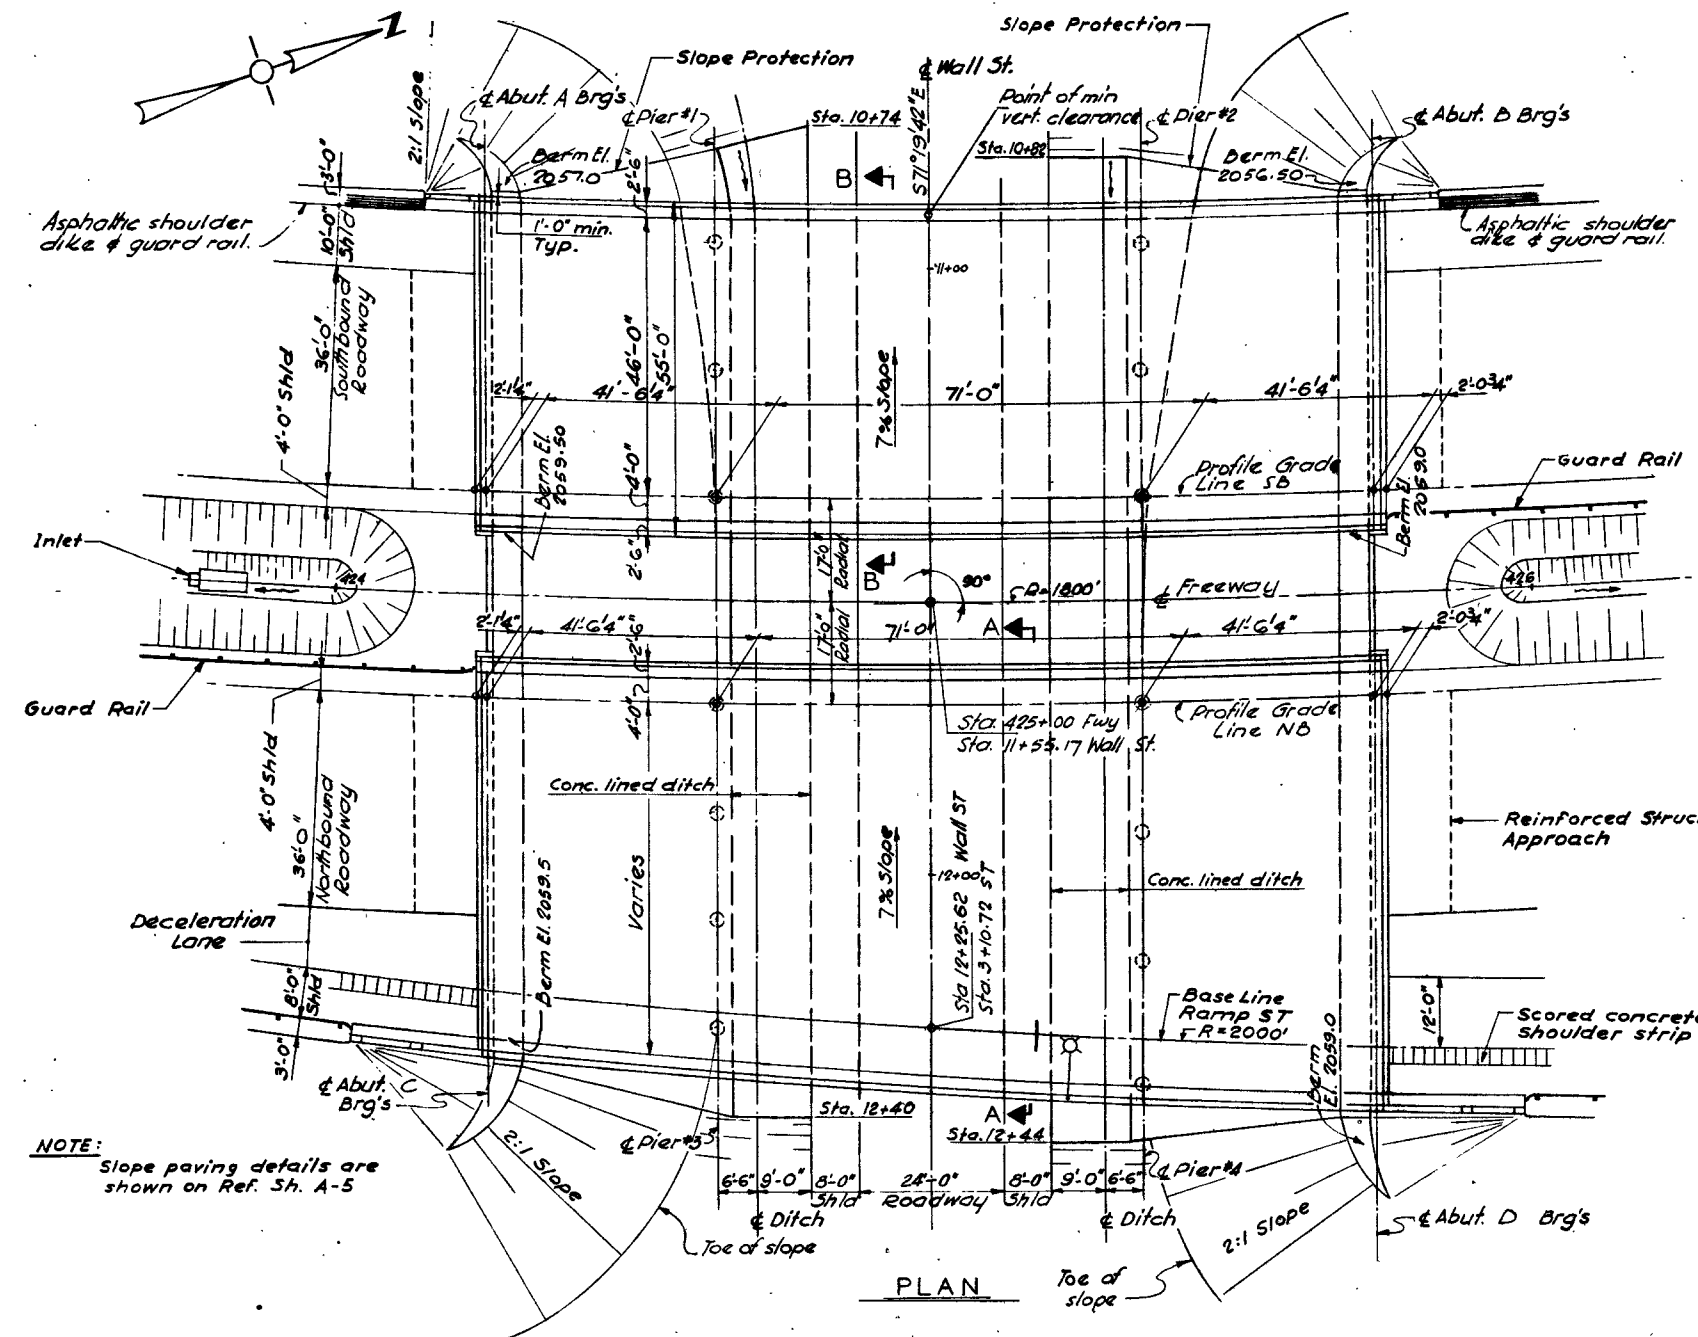 Z
Slope Protection
Slope Protection
2:1 Slope
℄ Abut. A Brg's
℄ Pier #1
Sta. 10+74
℄ Wall St.
S71°19'42"E
Point of min
vert. clearance
℄ Pier #2
℄ Abut. B Brg's
Sta. 10+82
Berm El.
2057.0
Berm El.
2056.50
3'-0"
2'-6"
B
Asphaltic shoulder
dike & guard rail.
10'-0"
Shld
1'-0" min.
Typ.
Asphaltic shoulder
dike & guard rail.
11+00
36'-0"
Southbound
Roadway
46'-0"
55'-0"
7% Slope
4'-0" Shld
2'-1¼"
41'-6¼"
71'-0"
41'-6¼"
2'-0¾"
Berm El.
2059.50
4'-0"
Profile Grade
Line SB
Berm El.
2059.0
Guard Rail
Inlet
424
2'-6"
17'-0"
Radial
B
90°
R=1800'
℄ Freeway
426
2'-1¼"
41'-6¼"
2'-6"
17'-0"
Radial
71'-0"
A
41'-6¼"
2'-0¾"
Guard Rail
4'-0"
Sta. 425+00 Fwy
Sta. 11+55.17 Wall St.
Profile Grade
Line NB
4'-0" Shld
36'-0"
Northbound
Roadway
Conc. lined ditch
Varies
7% Slope
12+00
Sta 12+25.62 Wall ST
Sta. 3+10.72 ST
Conc. lined ditch
Reinforced Struc
Approach
Deceleration
Lane
Berm El. 2059.5
8'-0"
Shld
3'-0"
Base Line
Ramp ST
R=2000'
12'-0"
Scored concrete
shoulder strip
Berm
El. 2059.0
℄ Abut. C
Brg's
Sta. 12+40
A
Sta. 12+44
NOTE:
Slope paving details are
shown on Ref. Sh. A-5
2:1 Slope
℄ Pier #3
℄ Pier #4
6'-6"
9'-0"
8'-0"
Shld
24'-0"
Roadway
8'-0"
Shld
9'-0"
6'-6"
℄ Ditch
℄ Ditch
2:1 Slope
℄ Abut. D Brg's
Toe of slope
PLAN
Toe of
slope